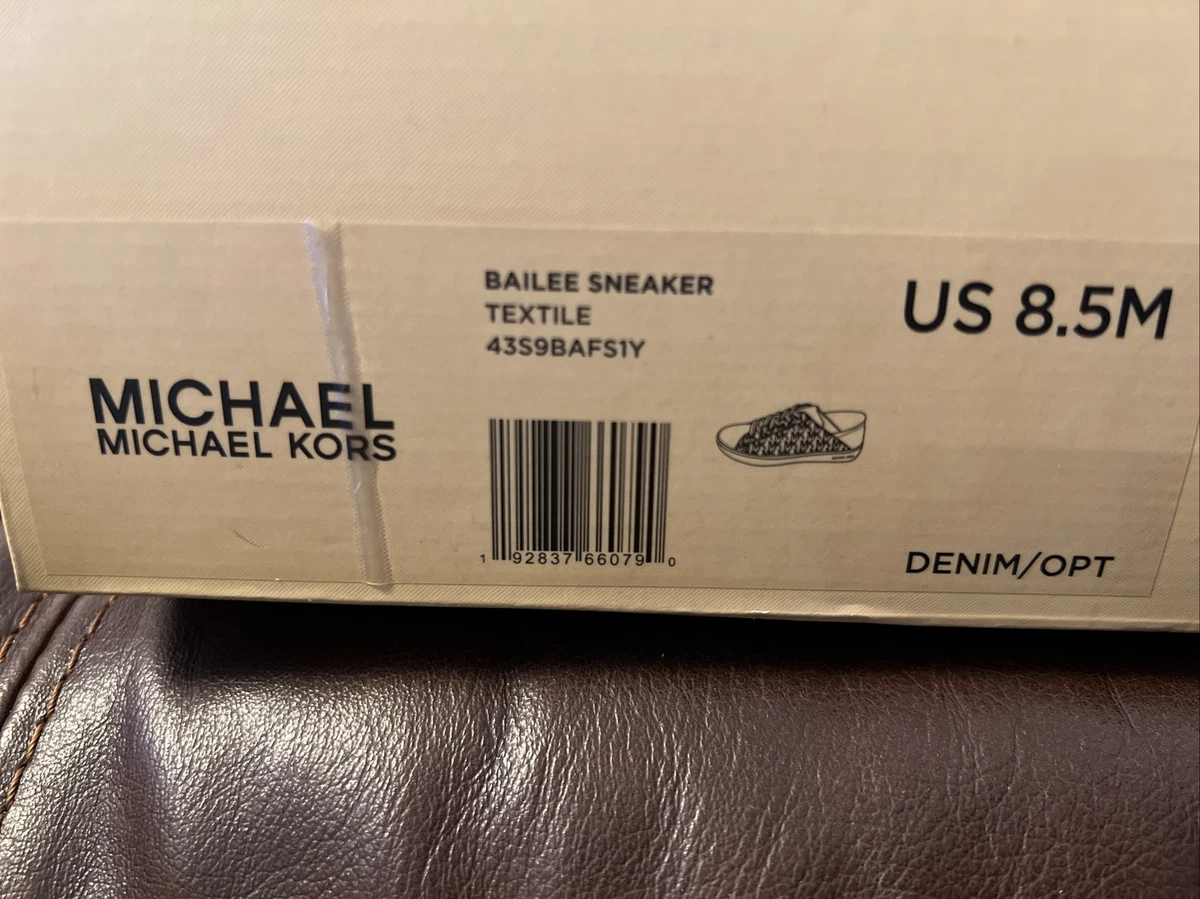 MICHAEL
MICHAEL KORS
BAILEE SNEAKER
TEXTILE
43S9BAFS1Y
1 92837 66079 0
US 8.5M
DENIM/OPT